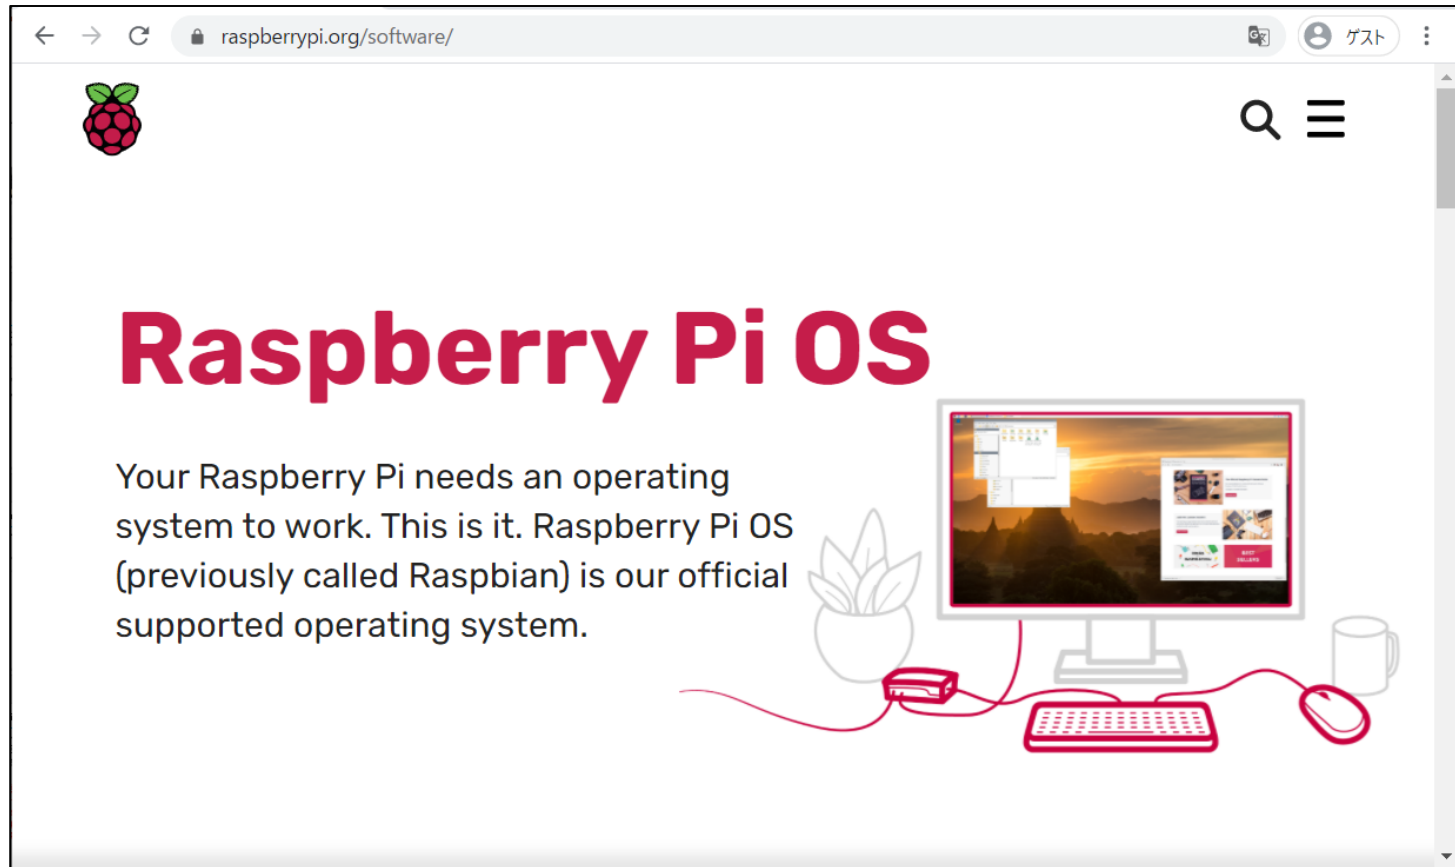 raspberrypi.org/software/
ゲスト
Raspberry Pi OS
Your Raspberry Pi needs an operating
system to work. This is it. Raspberry Pi OS
(previously called Raspbian) is our official
supported operating system.